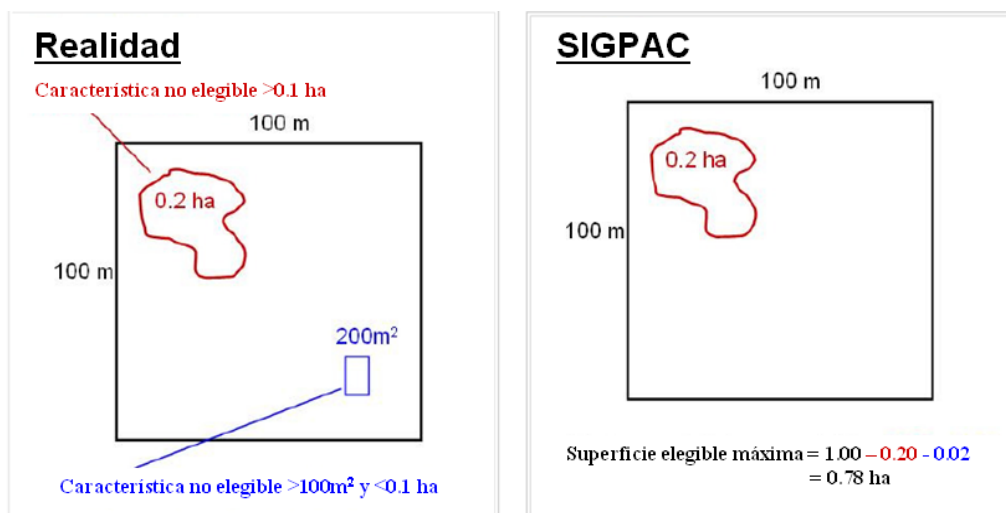 Realidad
Característica no elegible >0.1 ha
100 m
0.2 ha
100 m
200m²
Característica no elegible >100m² y <0.1 ha
SIGPAC
100 m
0.2 ha
100 m
Superficie elegible máxima = 1.00 – 0.20 - 0.02
= 0.78 ha